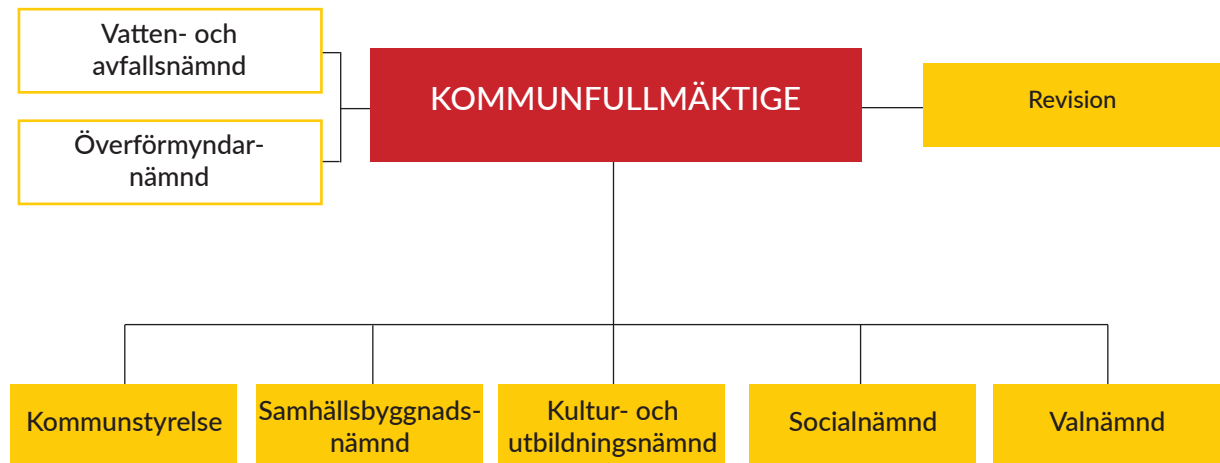 Vatten- och
avfallsnämnd
KOMMUNFULLMÄKTIGE
Revision
Överförmyndar-
nämnd
Kommunstyrelse
Samhällsbyggnads-
nämnd
Kultur- och
utbildningsnämnd
Socialnämnd
Valnämnd